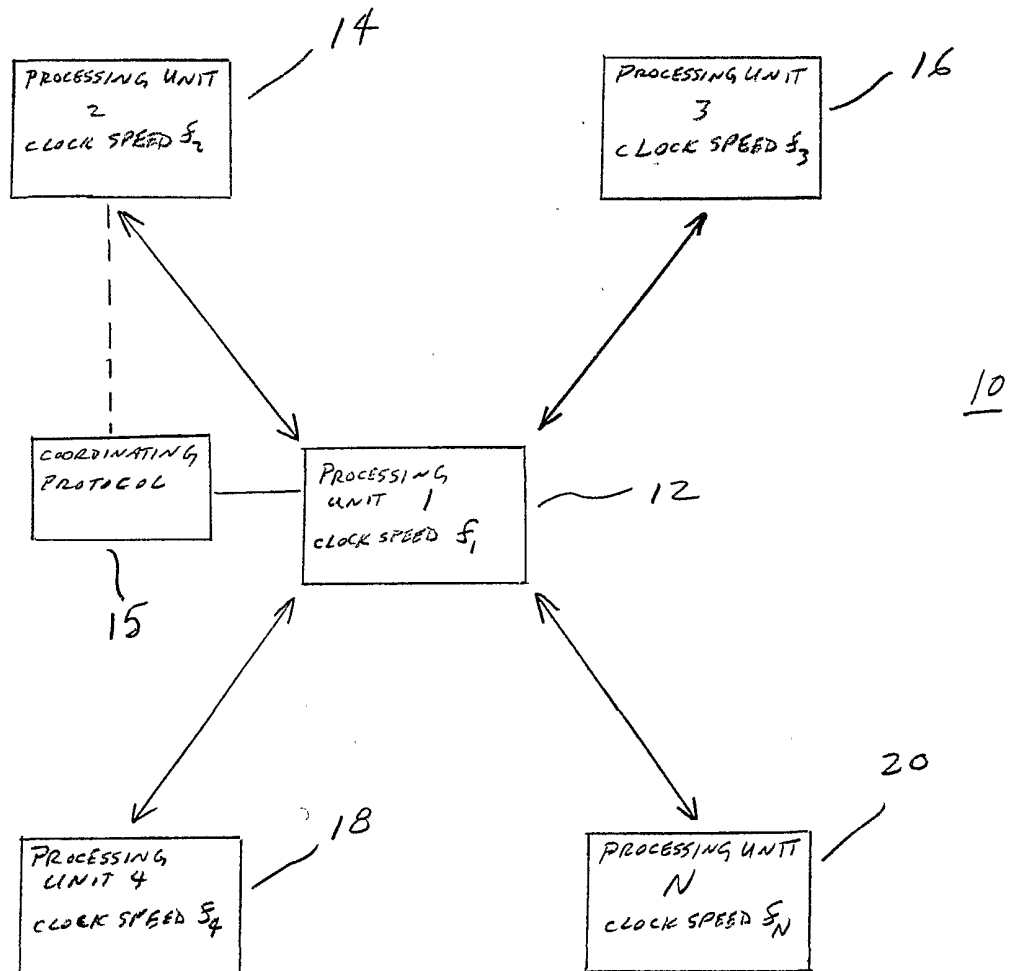 14
PROCESSING UNIT
2
CLOCK SPEED f2
16
PROCESSING UNIT
3
CLOCK SPEED f3
10
COORDINATING
PROTOCOL
15
PROCESSING
UNIT 1
CLOCK SPEED f1
12
18
PROCESSING
UNIT 4
CLOCK SPEED f4
20
PROCESSING UNIT
N
CLOCK SPEED fN